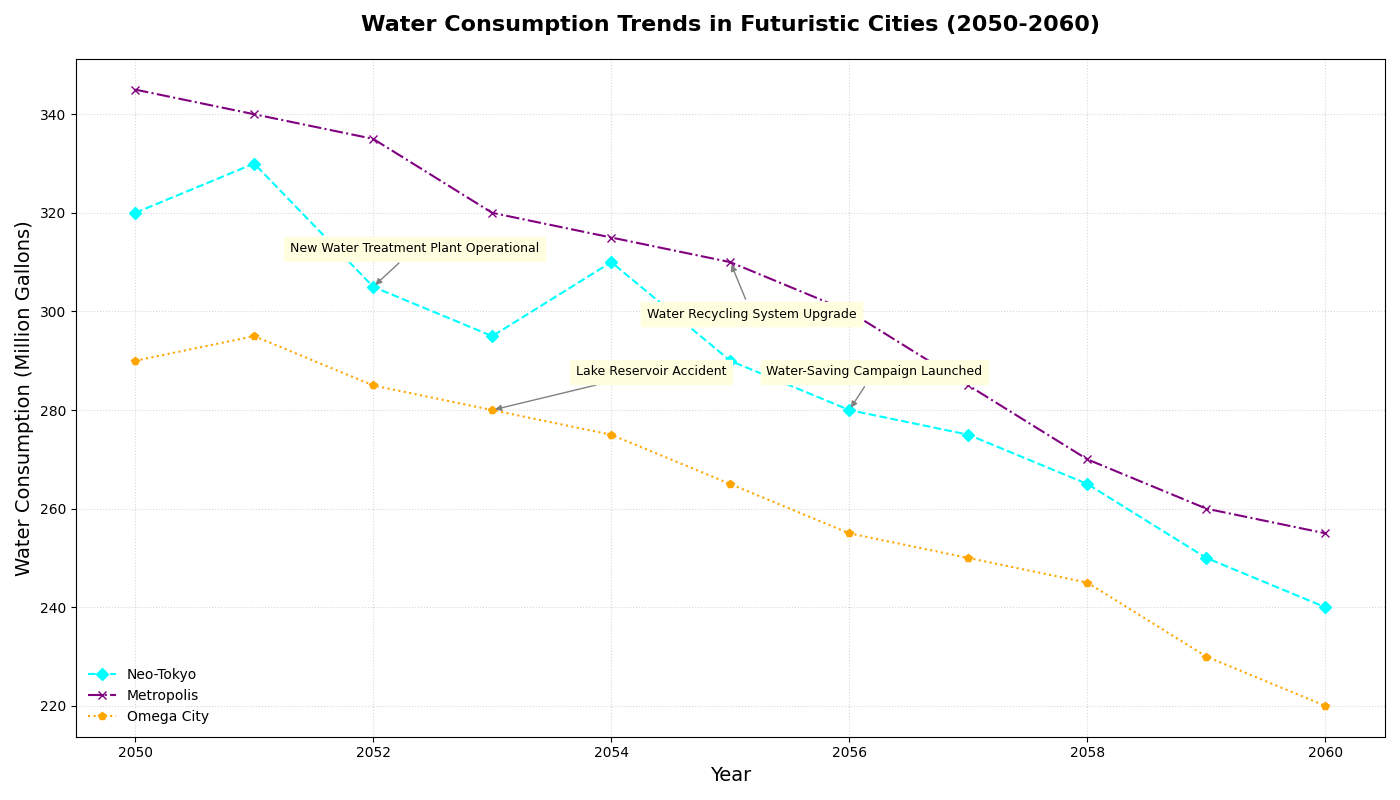 Water Consumption Trends in Futuristic Cities (2050-2060)
Water Consumption (Million Gallons)
340
320
300
280
260
240
220
New Water Treatment Plant Operational
Water Recycling System Upgrade
Lake Reservoir Accident
Water-Saving Campaign Launched
Neo-Tokyo
Metropolis
Omega City
2050 2052 2054 2056 2058 2060
Year